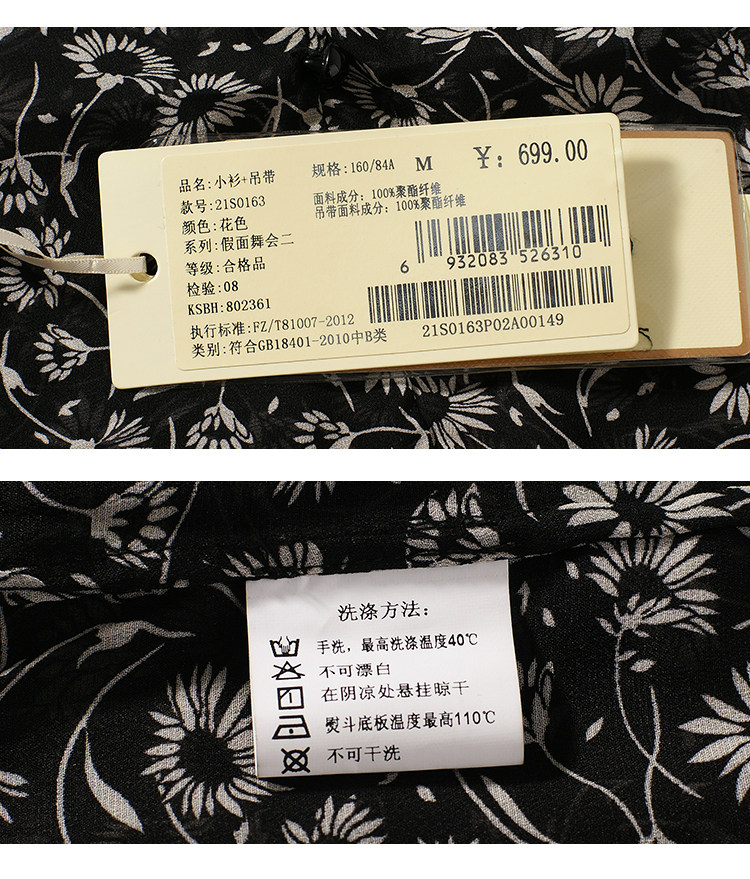 品名:小衫+吊带
款号:21S0163
颜色:花色
系列:假面舞会二
等级:合格品
检验:08
KSBH:802361
执行标准:FZ/T81007-2012
类别:符合GB18401-2010中B类
规格:160/84A M ¥: 699.00
面料成分: 100%聚酯纤维
吊带面料成分: 100%聚酯纤维
6 932083 526310
21S0163P02A00149
洗涤方法:
手洗,最高洗涤温度40℃
不可漂白
在阴凉处悬挂晾干
熨斗底板温度最高110℃
不可干洗